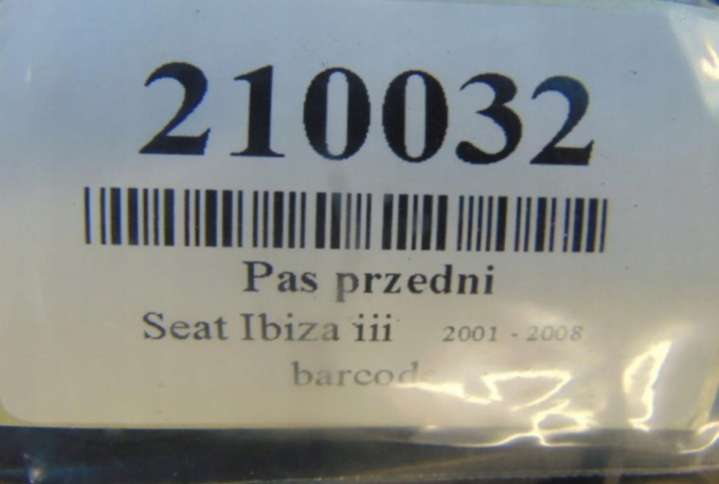 210032
Pas przedni
Seat Ibiza iii 2001 - 2008